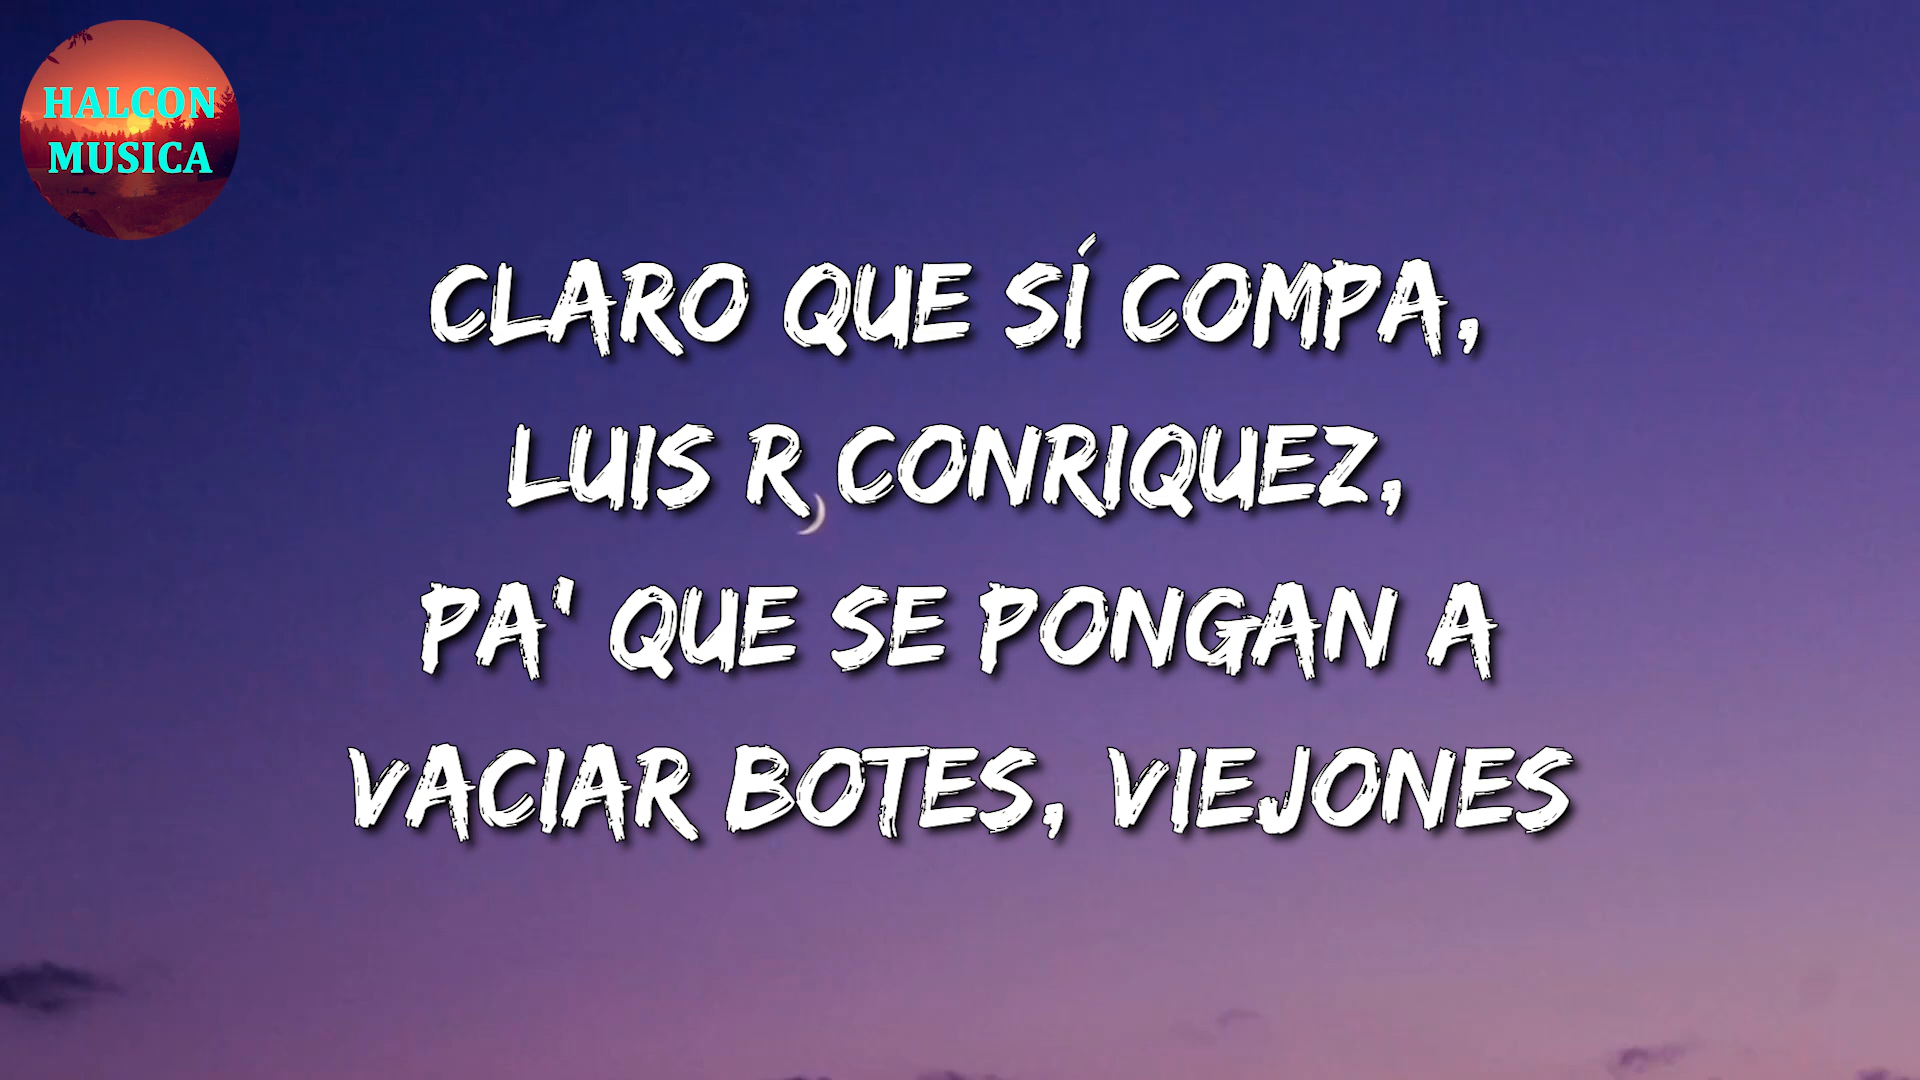 HALCON
MUSICA
CLARO QUE SÍ COMPA,
LUIS R CONRIQUEZ,
PA' QUE SE PONGAN A
VACIAR BOTES, VIEJONES